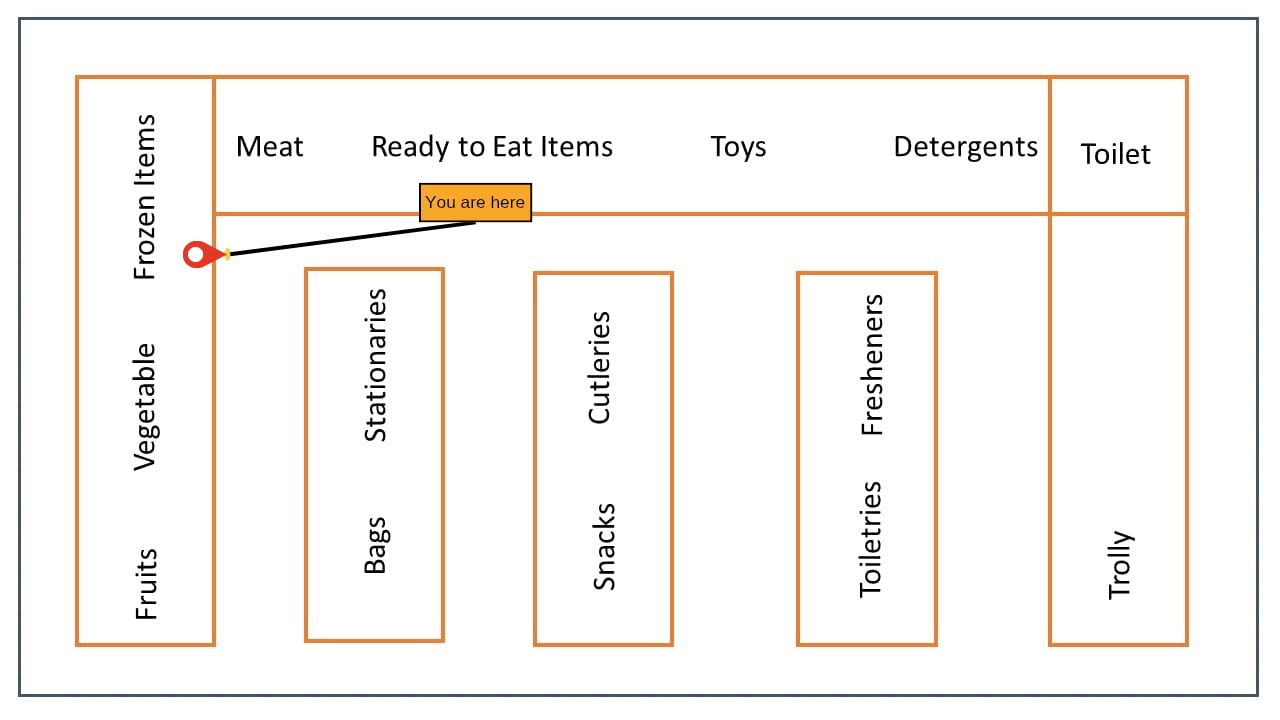 Meat
Ready to Eat Items
Toys
Detergents
Toilet
You are here
Frozen Items
Vegetable
Fruits
Stationaries
Bags
Cutleries
Snacks
Fresheners
Toiletries
Trolly